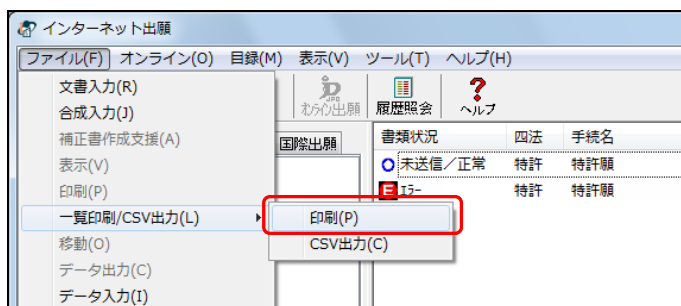 インターネット出願
ファイル(F) オンライン(O) 目録(M) 表示(V) ツール(T) ヘルプ(H)
文書入力(R)
合成入力(J)
補正書作成支援(A)
表示(V)
印刷(P)
一覧印刷/CSV出力(L)
移動(O)
データ出力(C)
データ入力(I)
印刷(P)
CSV出力(C)
JPO
オンライン出願 履歴照会 ヘルプ
国際出願
書類状況 四法 手続名
未送信/正常 特許 特許願
E エラー 特許 特許願